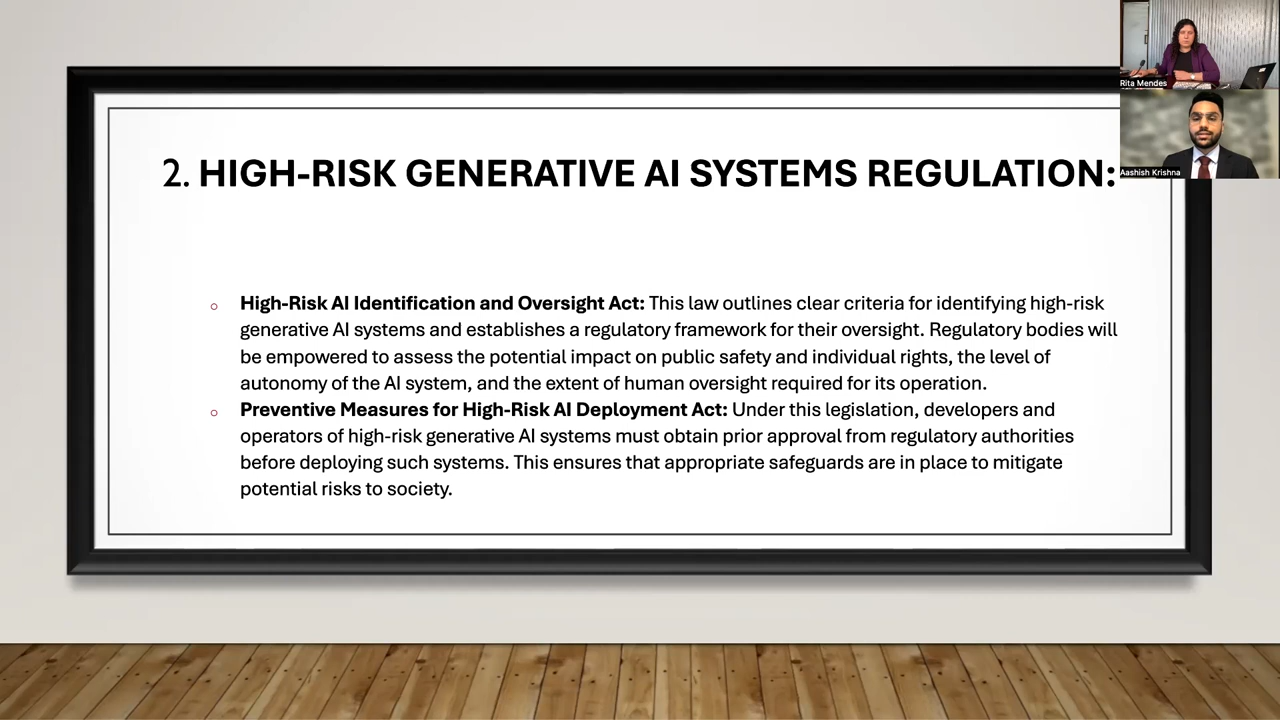 Rita Mendes
Aashish Krishna
2. HIGH-RISK GENERATIVE AI SYSTEMS REGULATION:
High-Risk AI Identification and Oversight Act: This law outlines clear criteria for identifying high-risk
generative AI systems and establishes a regulatory framework for their oversight. Regulatory bodies will
be empowered to assess the potential impact on public safety and individual rights, the level of
autonomy of the AI system, and the extent of human oversight required for its operation.
Preventive Measures for High-Risk AI Deployment Act: Under this legislation, developers and
operators of high-risk generative AI systems must obtain prior approval from regulatory authorities
before deploying such systems. This ensures that appropriate safeguards are in place to mitigate
potential risks to society.